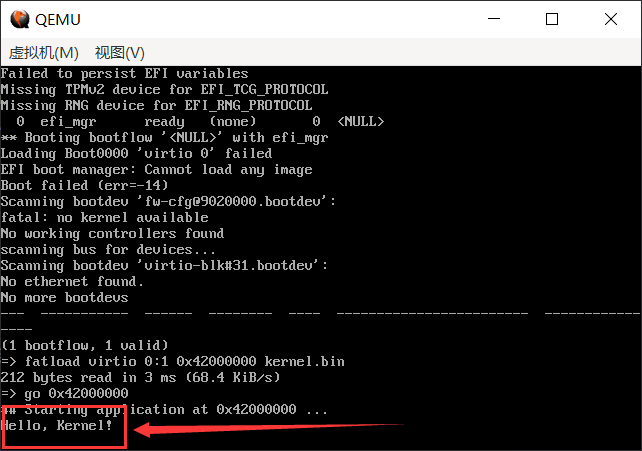 QEMU
虚拟机(M) 视图(V)
Failed to persist EFI variables
Missing TPMv2 device for EFI_TCG_PROTOCOL
Missing RNG device for EFI_RNG_PROTOCOL
0 efi_mgr ready (none) 0 <NULL>
** Booting bootflow '<NULL>' with efi_mgr
Loading Boot0000 'virtio 0' failed
EFI boot manager: Cannot load any image
Boot failed (err=-14)
Scanning bootdev 'fw-cfg@9020000.bootdev':
fatal: no kernel available
No working controllers found
scanning bus for devices...
Scanning bootdev 'virtio-blk#31.bootdev':
No ethernet found.
No more bootdevs
--- ----------- ------ -------- ---- ------------------------ ------------
----
(1 bootflow, 1 valid)
=> fatload virtio 0:1 0x42000000 kernel.bin
212 bytes read in 3 ms (68.4 KiB/s)
=> go 0x42000000
## Starting application at 0x42000000 ...
Hello, Kernel!